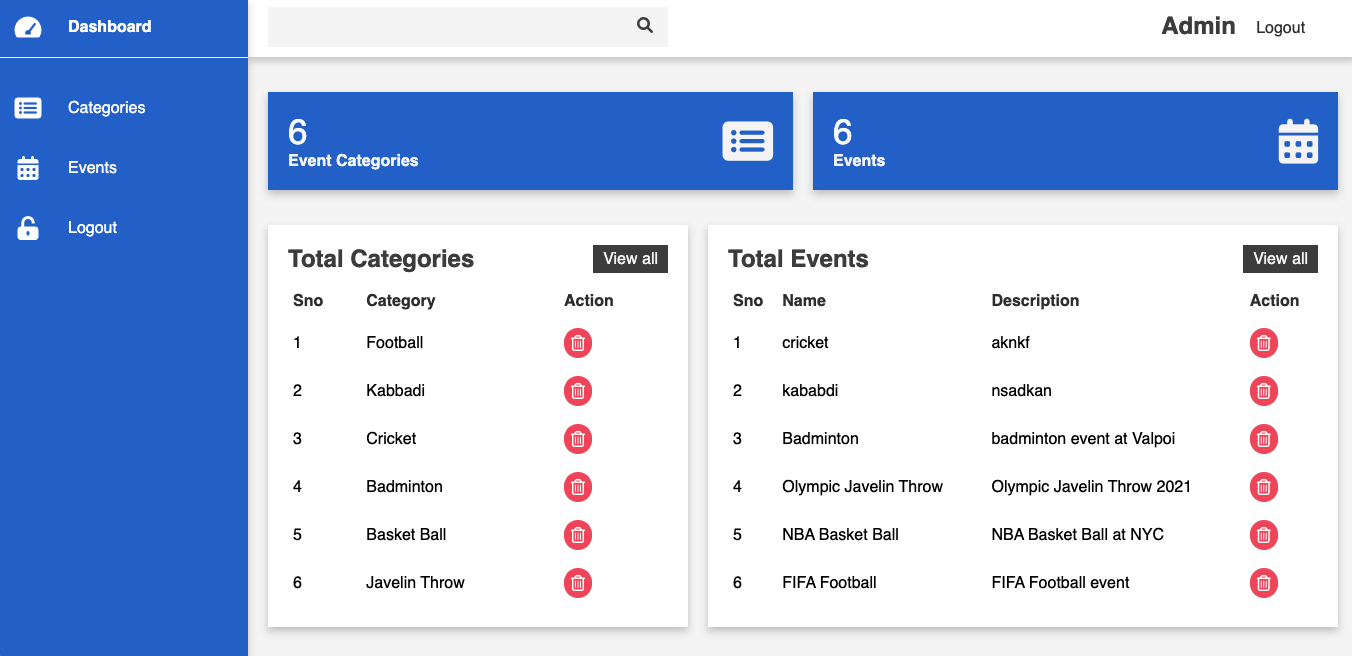 Dashboard
Admin Logout
Categories
Events
Logout
6
Event Categories
6
Events
Total Categories View all
Sno Category Action
1 Football
2 Kabbadi
3 Cricket
4 Badminton
5 Basket Ball
6 Javelin Throw
Total Events View all
Sno Name Description Action
1 cricket aknkf
2 kababdi nsadkan
3 Badminton badminton event at Valpoi
4 Olympic Javelin Throw Olympic Javelin Throw 2021
5 NBA Basket Ball NBA Basket Ball at NYC
6 FIFA Football FIFA Football event